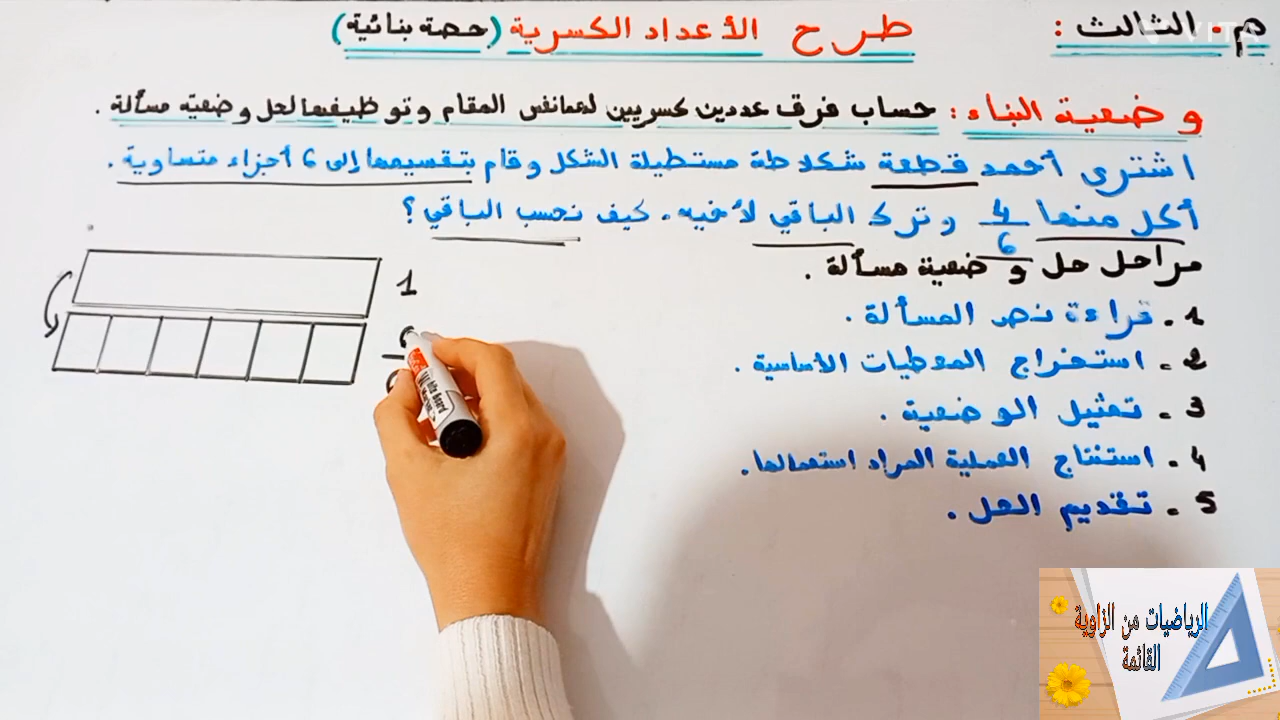 م. الثالث : طرح الأعداد الكسرية (حصة بنائية)
وضعية البناء : حساب فرق عددين كسريين لهما نفس المقام وتوظيفها لحل وضعية مسألة .
اشترى أحمد قطعة شكلاطة مستطيلة الشكل وقام بتقسيمها إلى 6 أجزاء متساوية .
أكل منها 4/6 وترك الباقي لأخيه . كيف نحسب الباقي ؟
مراحل حل وضعية مسألة .
1 . قراءة نص المسألة .
2 . استخراج المعطيات الأساسية .
3 . تمثيل الوضعية .
4 . استنتاج العملية المراد استعمالها .
5 . تقديم الحل .
1
الرياضيات من الزاوية
القائمة
VITA